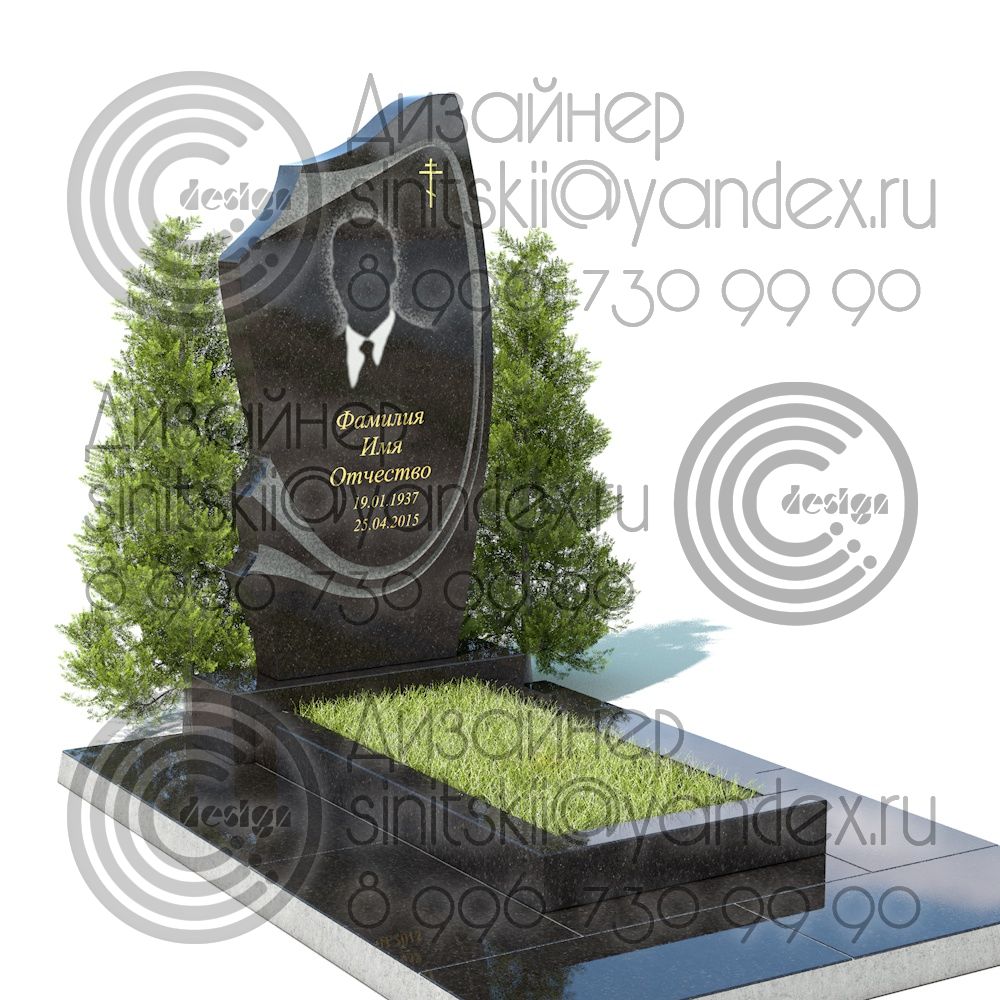 Дизайнер
sinitskii@yandex.ru
8 996 730 99 90
design
Фамилия
Имя
Отчество
19.01.1937
25.04.2015
Дизайнер
sinitskii@yandex.ru
8 996 730 99 90
design
Дизайнер
sinitskii@yandex.ru
8 996 730 99 90
design